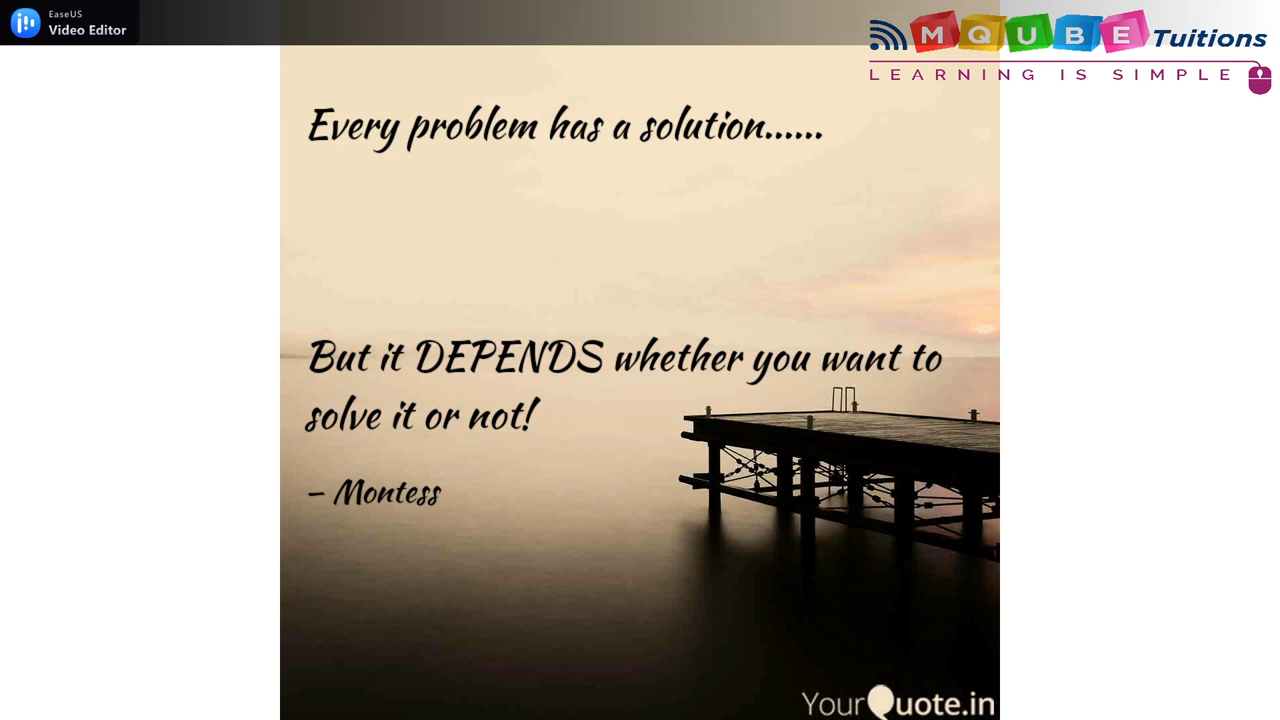 EaseUS
Video Editor
MQUBE Tuitions
LEARNING IS SIMPLE
Every problem has a solution......
But it DEPENDS whether you want to
solve it or not!
– Montess
YourQuote.in